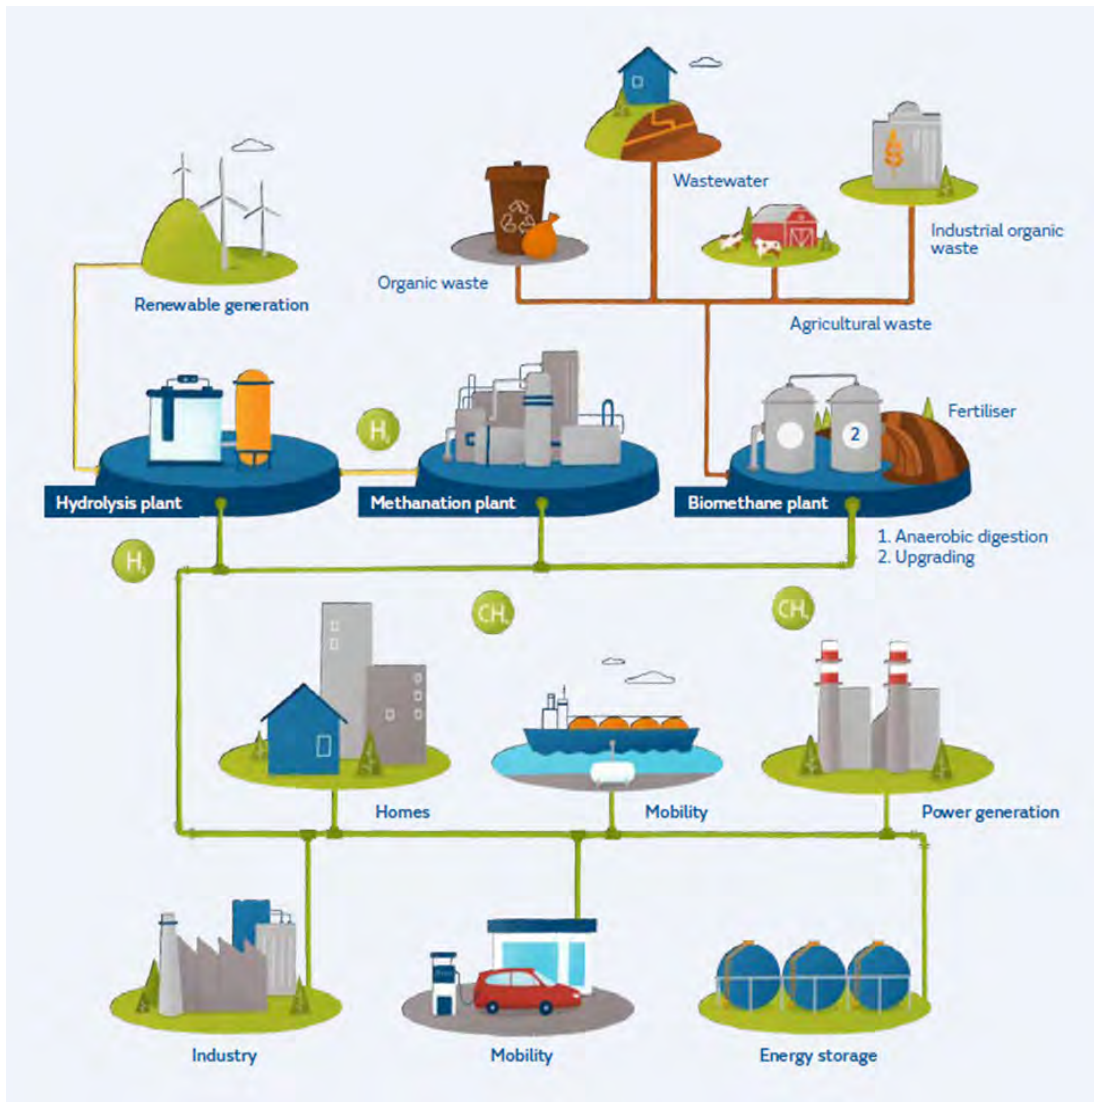 Wastewater
Industrial organic
waste
Organic waste
Renewable generation
Agricultural waste
Fertiliser
H₂
2
Hydrolysis plant
Methanation plant
Biomethane plant
1. Anaerobic digestion
2. Upgrading
H₂
CH₄
CH₄
Homes
Mobility
Power generation
Industry
Mobility
Energy storage